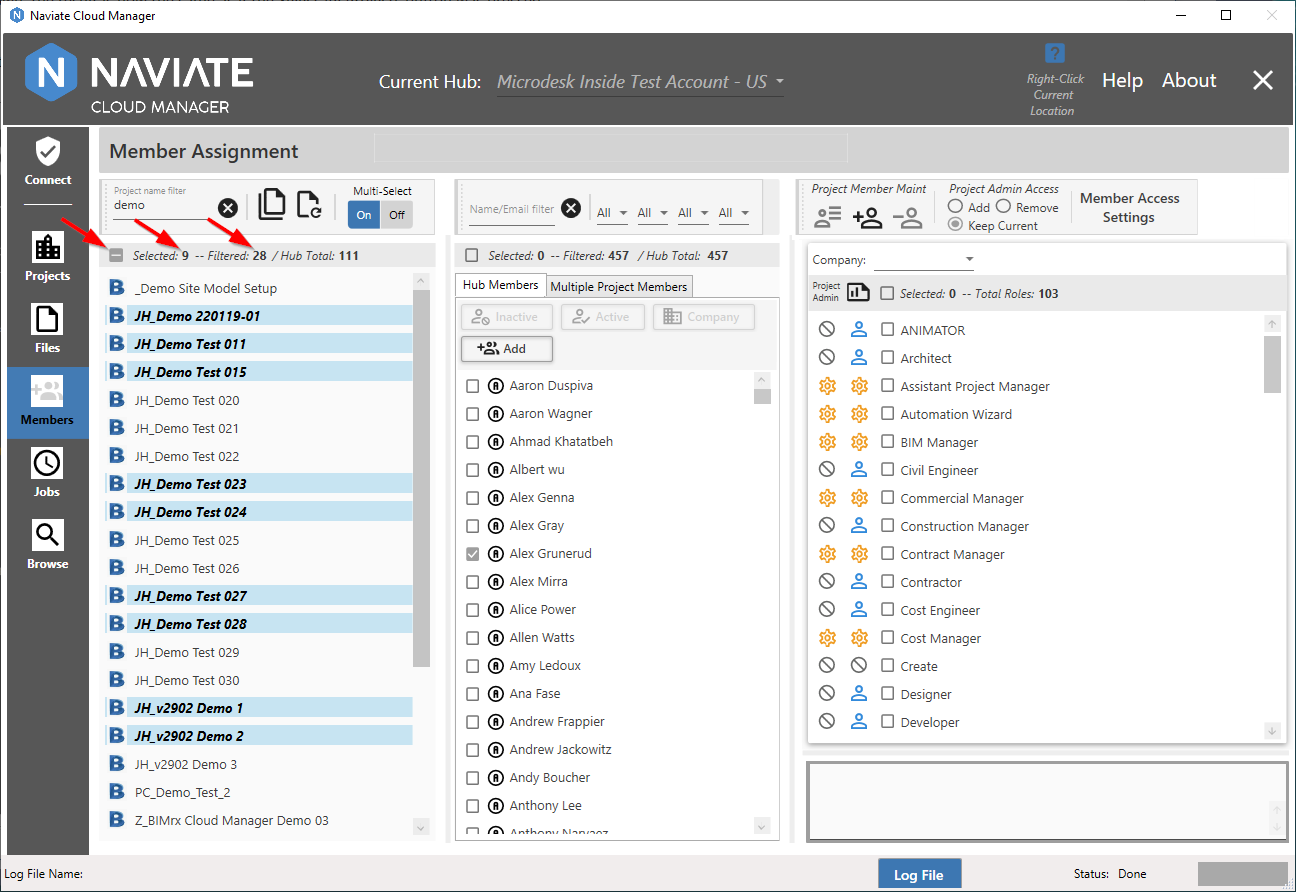 Naviate Cloud Manager
NAVIATE
CLOUD MANAGER
Current Hub: Microdesk Inside Test Account - US
?
Right-Click
Current
Location
Help
About
Connect
Projects
Files
Members
Jobs
Browse
Member Assignment
Project name filter
demo
Multi-Select
On Off
Selected: 9 -- Filtered: 28 / Hub Total: 111
B _Demo Site Model Setup
B JH_Demo 220119-01
B JH_Demo Test 011
B JH_Demo Test 015
B JH_Demo Test 020
B JH_Demo Test 021
B JH_Demo Test 022
B JH_Demo Test 023
B JH_Demo Test 024
B JH_Demo Test 025
B JH_Demo Test 026
B JH_Demo Test 027
B JH_Demo Test 028
B JH_Demo Test 029
B JH_Demo Test 030
B JH_v2902 Demo 1
B JH_v2902 Demo 2
B JH_v2902 Demo 3
B PC_Demo_Test_2
B Z_BIMrx Cloud Manager Demo 03
Name/Email filter
All All All All
Selected: 0 -- Filtered: 457 / Hub Total: 457
Hub Members Multiple Project Members
Inactive Active Company
Add
Aaron Duspiva
Aaron Wagner
Ahmad Khatatbeh
Albert wu
Alex Genna
Alex Gray
Alex Grunerud
Alex Mirra
Alice Power
Allen Watts
Amy Ledoux
Ana Fase
Andrew Frappier
Andrew Jackowitz
Andy Boucher
Anthony Lee
Anthony Narvaez
Project Member Maint
Project Admin Access
Add Remove
Keep Current
Member Access
Settings
Company:
Project
Admin
Selected: 0 -- Total Roles: 103
ANIMATOR
Architect
Assistant Project Manager
Automation Wizard
BIM Manager
Civil Engineer
Commercial Manager
Construction Manager
Contract Manager
Contractor
Cost Engineer
Cost Manager
Create
Designer
Developer
Log File Name:
Log File
Status: Done